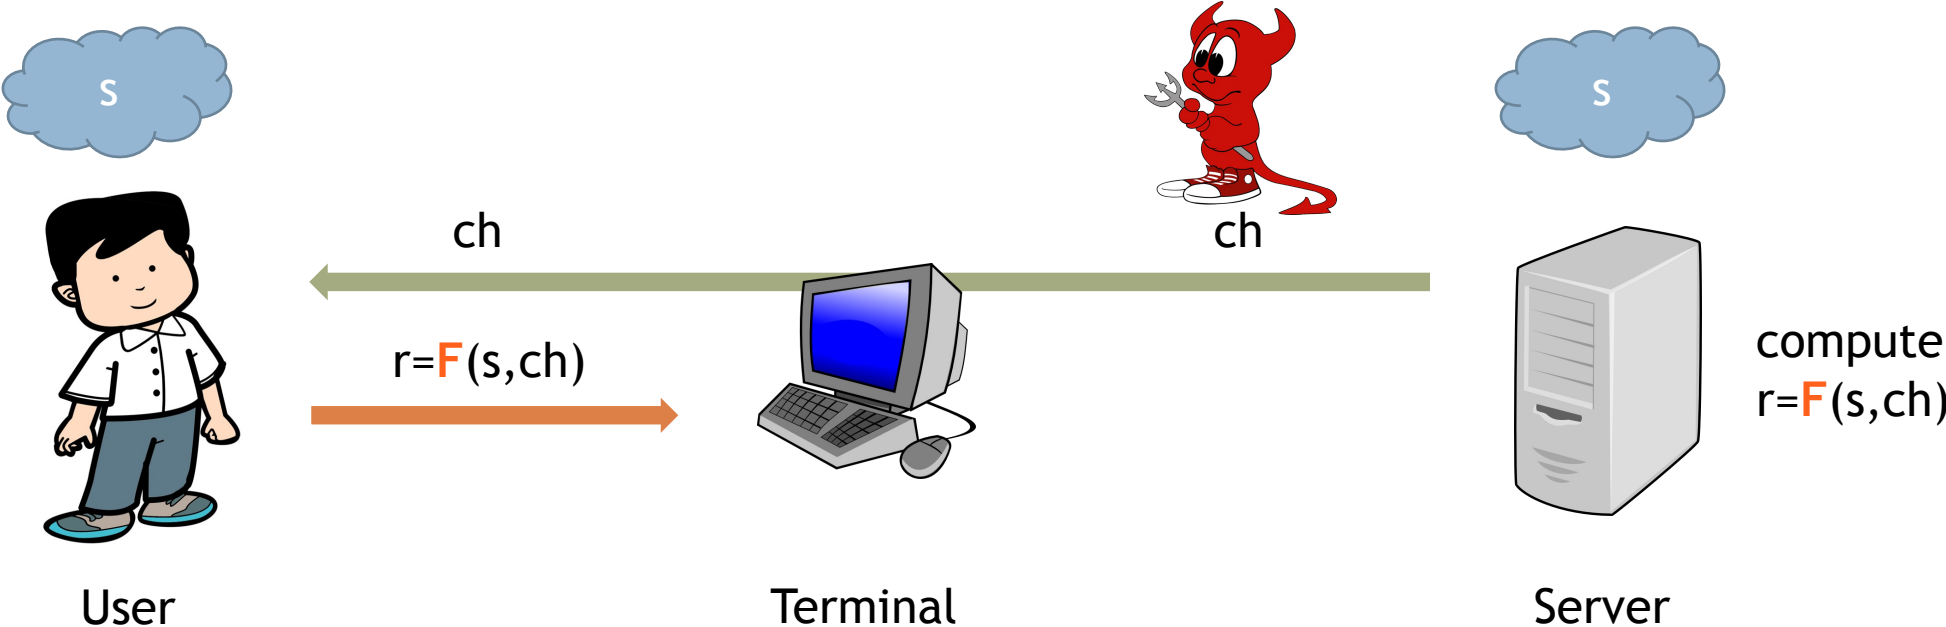 s
s
ch
ch
r=F(s,ch)
compute
r=F(s,ch)
User
Terminal
Server